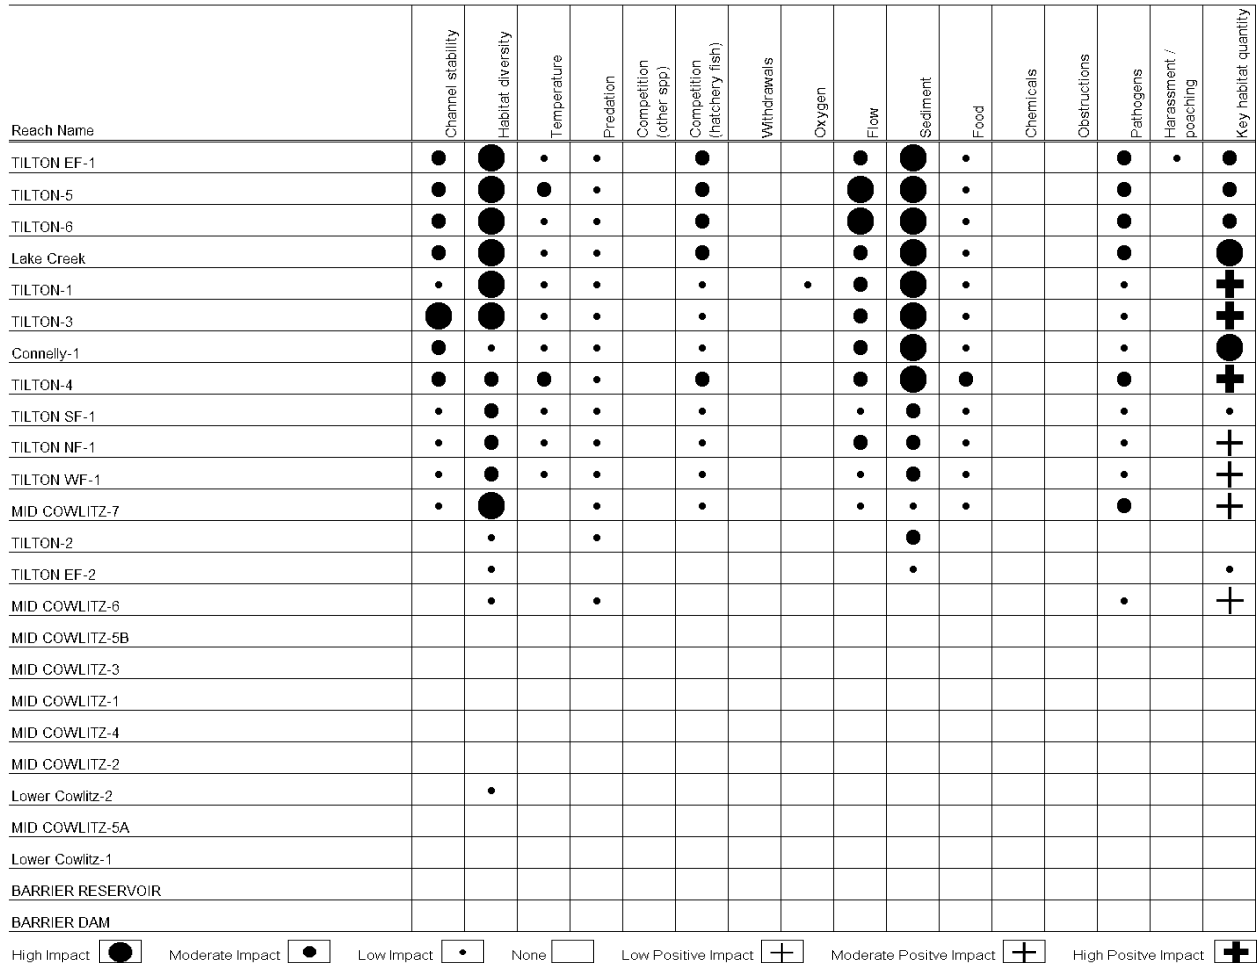 Reach Name
Channel stability
Habitat diversity
Temperature
Predation
Competition
(other spp)
Competition
(hatchery fish)
Withdrawals
Oxygen
Flow
Sediment
Food
Chemicals
Obstructions
Pathogens
Harassment /
poaching
Key habitat quantity
TILTON EF-1
TILTON-5
TILTON-6
Lake Creek
TILTON-1
TILTON-3
Connelly-1
TILTON-4
TILTON SF-1
TILTON NF-1
TILTON WF-1
MID COWLITZ-7
TILTON-2
TILTON EF-2
MID COWLITZ-6
MID COWLITZ-5B
MID COWLITZ-3
MID COWLITZ-1
MID COWLITZ-4
MID COWLITZ-2
Lower Cowlitz-2
MID COWLITZ-5A
Lower Cowlitz-1
BARRIER RESERVOIR
BARRIER DAM
High Impact Moderate Impact Low Impact None Low Positive Impact Moderate Positve Impact High Positve Impact